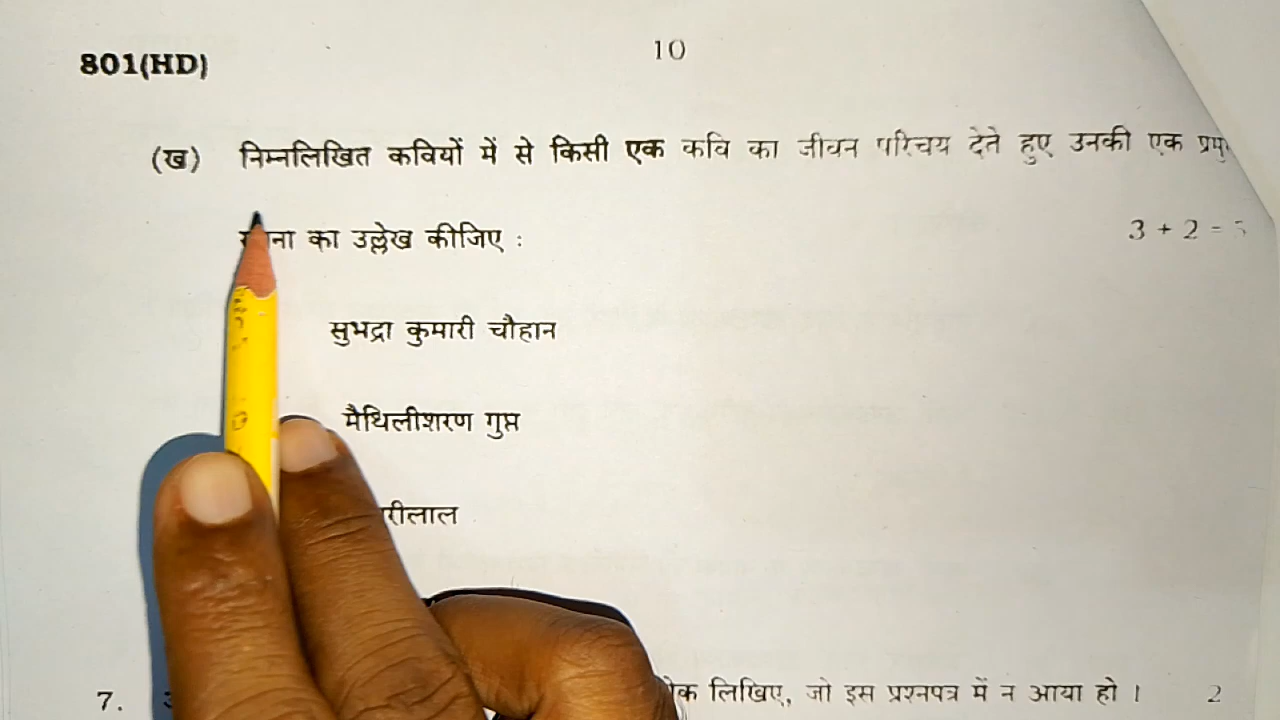 801(HD)
10
(ख) निम्नलिखित कवियों में से किसी एक कवि का जीवन परिचय देते हुए उनकी एक
का उल्लेख कीजिए :
3 + 2 =
सुभद्रा कुमारी चौहान
मैथिलीशरण गुप्त
7. लिखिए, जो इस प्रश्नपत्र में न आया हो । 2